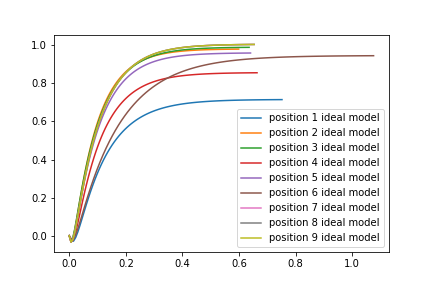 1.0
0.8
0.6
0.4
0.2
0.0
position 1 ideal model
position 2 ideal model
position 3 ideal model
position 4 ideal model
position 5 ideal model
position 6 ideal model
position 7 ideal model
position 8 ideal model
position 9 ideal model
0.0 0.2 0.4 0.6 0.8 1.0